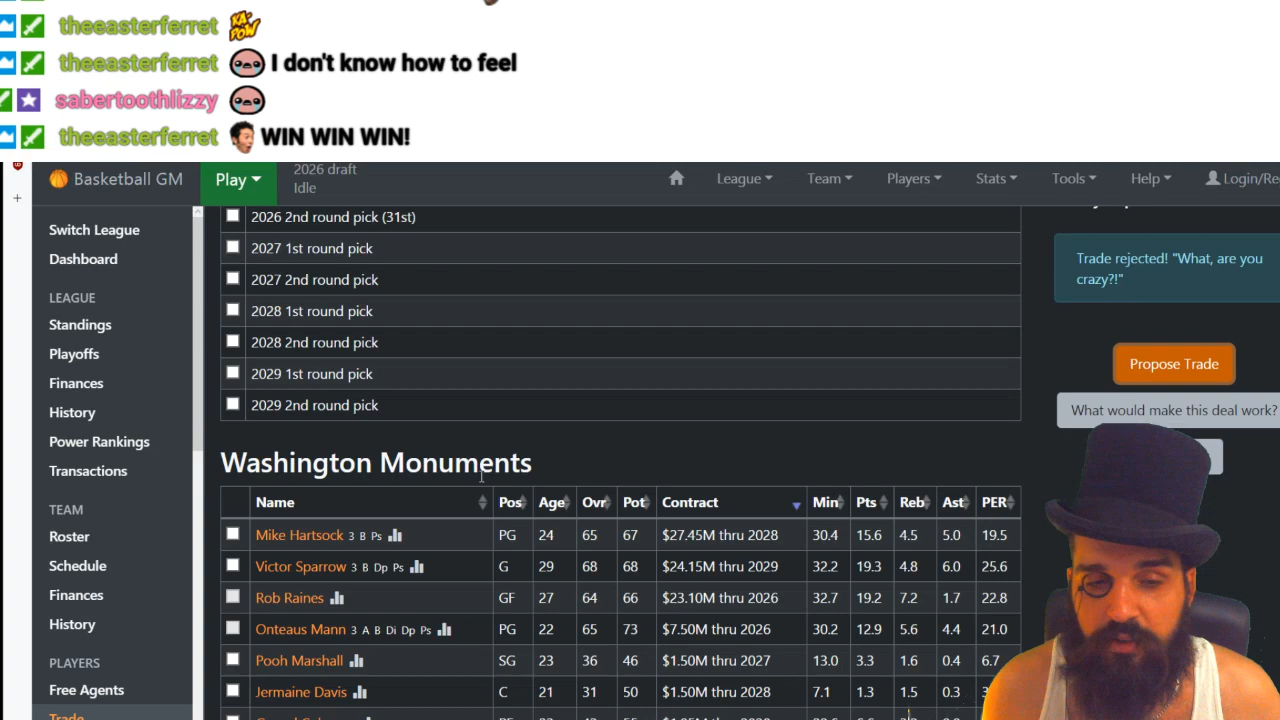 theeasterferret KA-POW
theeasterferret I don't know how to feel
sabertoothlizzy
theeasterferret WIN WIN WIN!
Basketball GM
Play
2026 draft
Idle
League
Team
Players
Stats
Tools
Help
Login/Re
Switch League
Dashboard
LEAGUE
Standings
Playoffs
Finances
History
Power Rankings
Transactions
TEAM
Roster
Schedule
Finances
History
PLAYERS
Free Agents
Trade
2026 2nd round pick (31st)
2027 1st round pick
2027 2nd round pick
2028 1st round pick
2028 2nd round pick
2029 1st round pick
2029 2nd round pick
Trade rejected! "What, are you
crazy?!"
Propose Trade
What would make this deal work?
Washington Monuments
Name Pos Age Ovr Pot Contract Min Pts Reb Ast PER
Mike Hartsock 3 B Ps PG 24 65 67 $27.45M thru 2028 30.4 15.6 4.5 5.0 19.5
Victor Sparrow 3 B Dp Ps G 29 68 68 $24.15M thru 2029 32.2 19.3 4.8 6.0 25.6
Rob Raines GF 27 64 66 $23.10M thru 2026 32.7 19.2 7.2 1.7 22.8
Onteaus Mann 3 A B Di Dp Ps PG 22 65 73 $7.50M thru 2026 30.2 12.9 5.6 4.4 21.0
Pooh Marshall SG 23 36 46 $1.50M thru 2027 13.0 3.3 1.6 0.4 6.7
Jermaine Davis C 21 31 50 $1.50M thru 2028 7.1 1.3 1.5 0.3